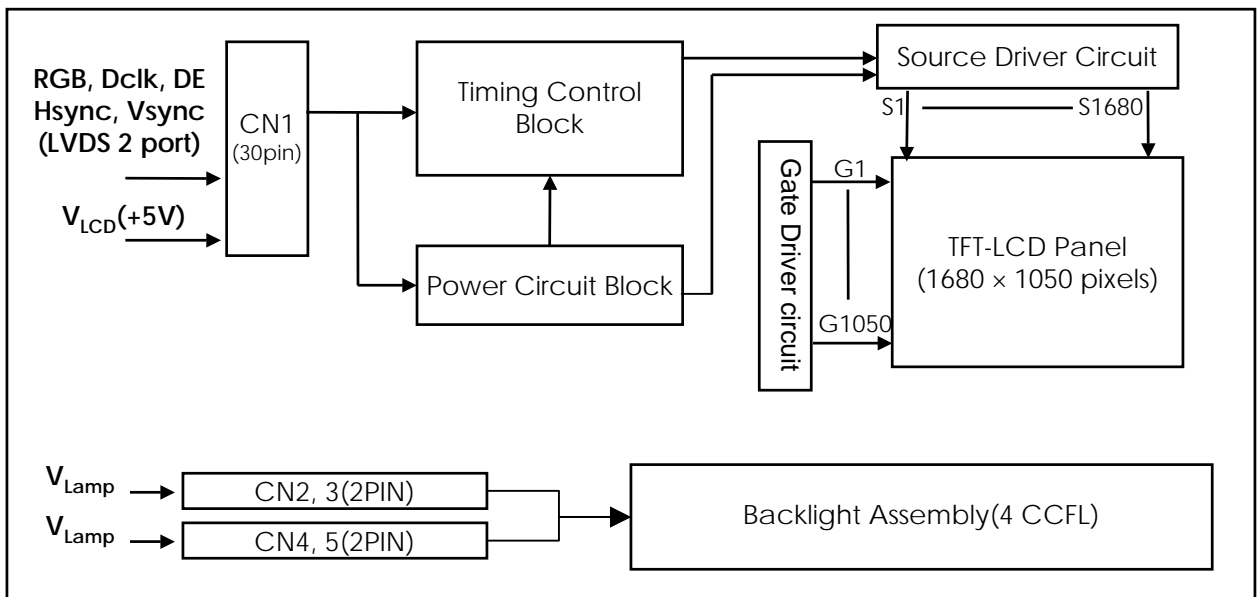 RGB, Dclk, DE
Hsync, Vsync
(LVDS 2 port)
VLCD(+5V)
CN1
(30pin)
Timing Control
Block
Power Circuit Block
Source Driver Circuit
S1
S1680
Gate Driver circuit
G1
G1050
TFT-LCD Panel
(1680 × 1050 pixels)
VLamp
CN2, 3(2PIN)
VLamp
CN4, 5(2PIN)
Backlight Assembly(4 CCFL)